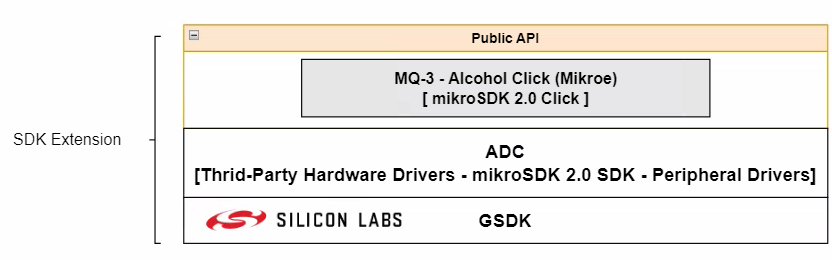 Public API
MQ-3 - Alcohol Click (Mikroe)
[ mikroSDK 2.0 Click ]
SDK Extension
ADC
[Thrid-Party Hardware Drivers - mikroSDK 2.0 SDK - Peripheral Drivers]
SILICON LABS GSDK